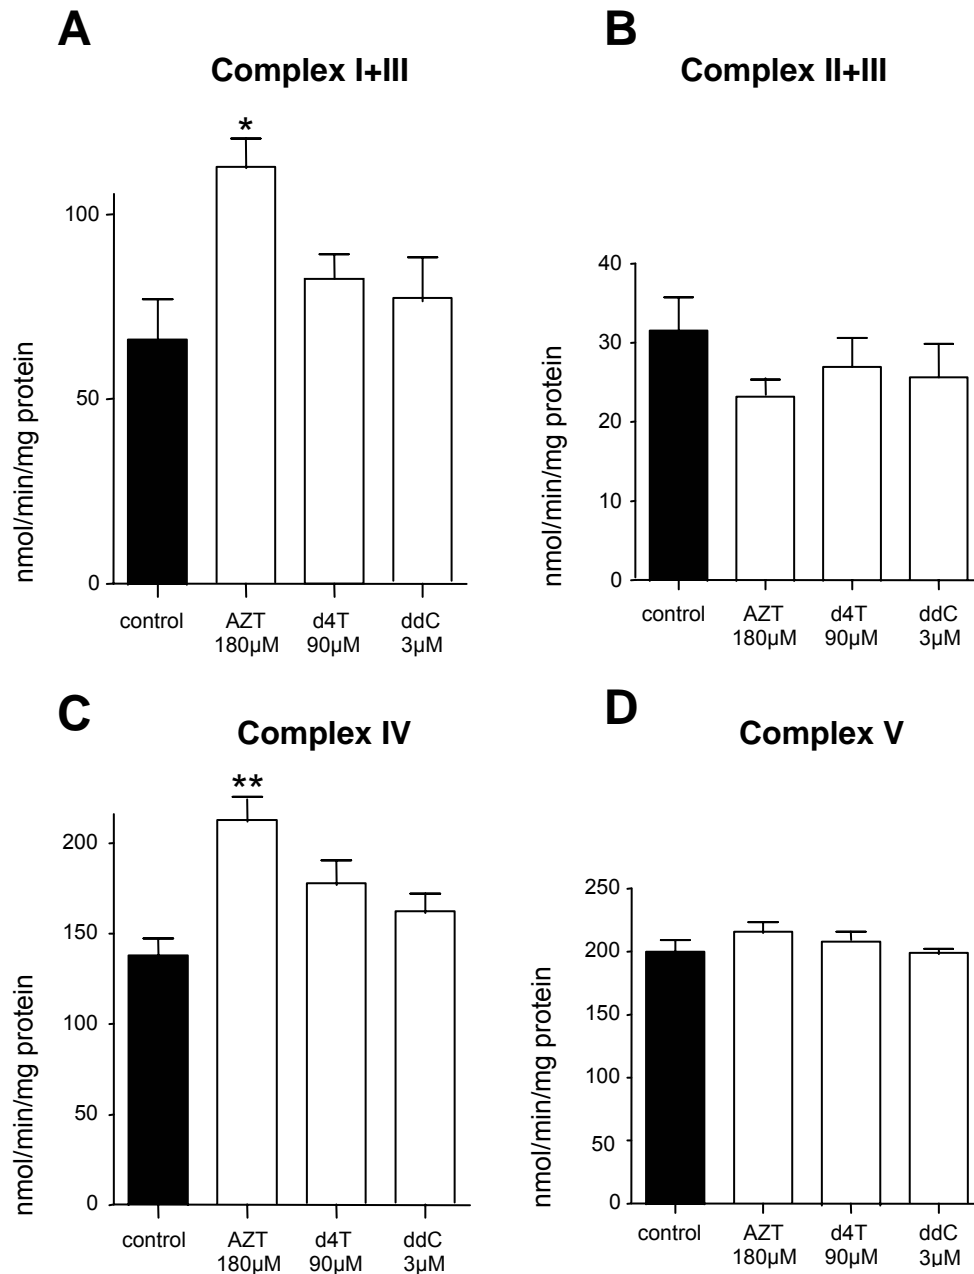 A
Complex I+III
*
100
50
0
nmol/min/mg protein
control
AZT
180µM
d4T
90µM
ddC
3µM
B
Complex II+III
40
30
20
10
0
nmol/min/mg protein
control
AZT
180µM
d4T
90µM
ddC
3µM
C
Complex IV
**
200
150
100
50
0
nmol/min/mg protein
control
AZT
180µM
d4T
90µM
ddC
3µM
D
Complex V
250
200
150
100
50
0
nmol/min/mg protein
control
AZT
180µM
d4T
90µM
ddC
3µM